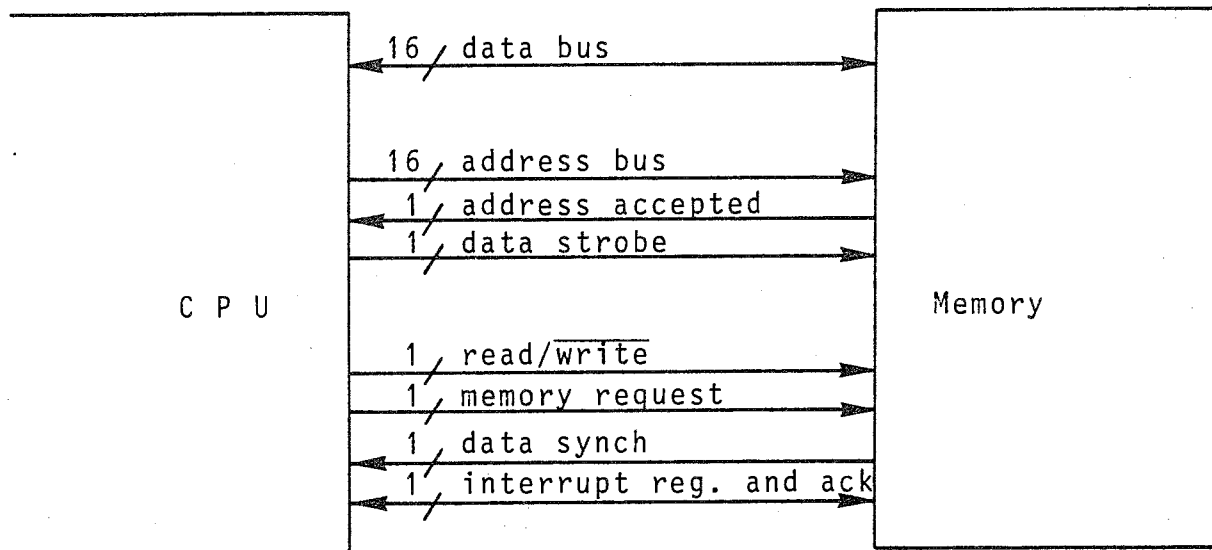 16 data bus
16 address bus
1 address accepted
1 data strobe
C P U
Memory
1 read/write
1 memory request
1 data synch
1 interrupt reg. and ack